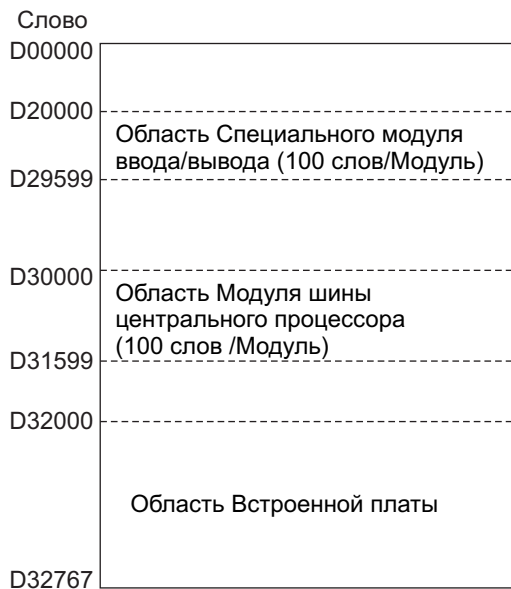 Слово
D00000
D20000
Область Специального модуля
ввода/вывода (100 слов/Модуль)
D29599
D30000
Область Модуля шины
центрального процессора
(100 слов /Модуль)
D31599
D32000
Область Встроенной платы
D32767